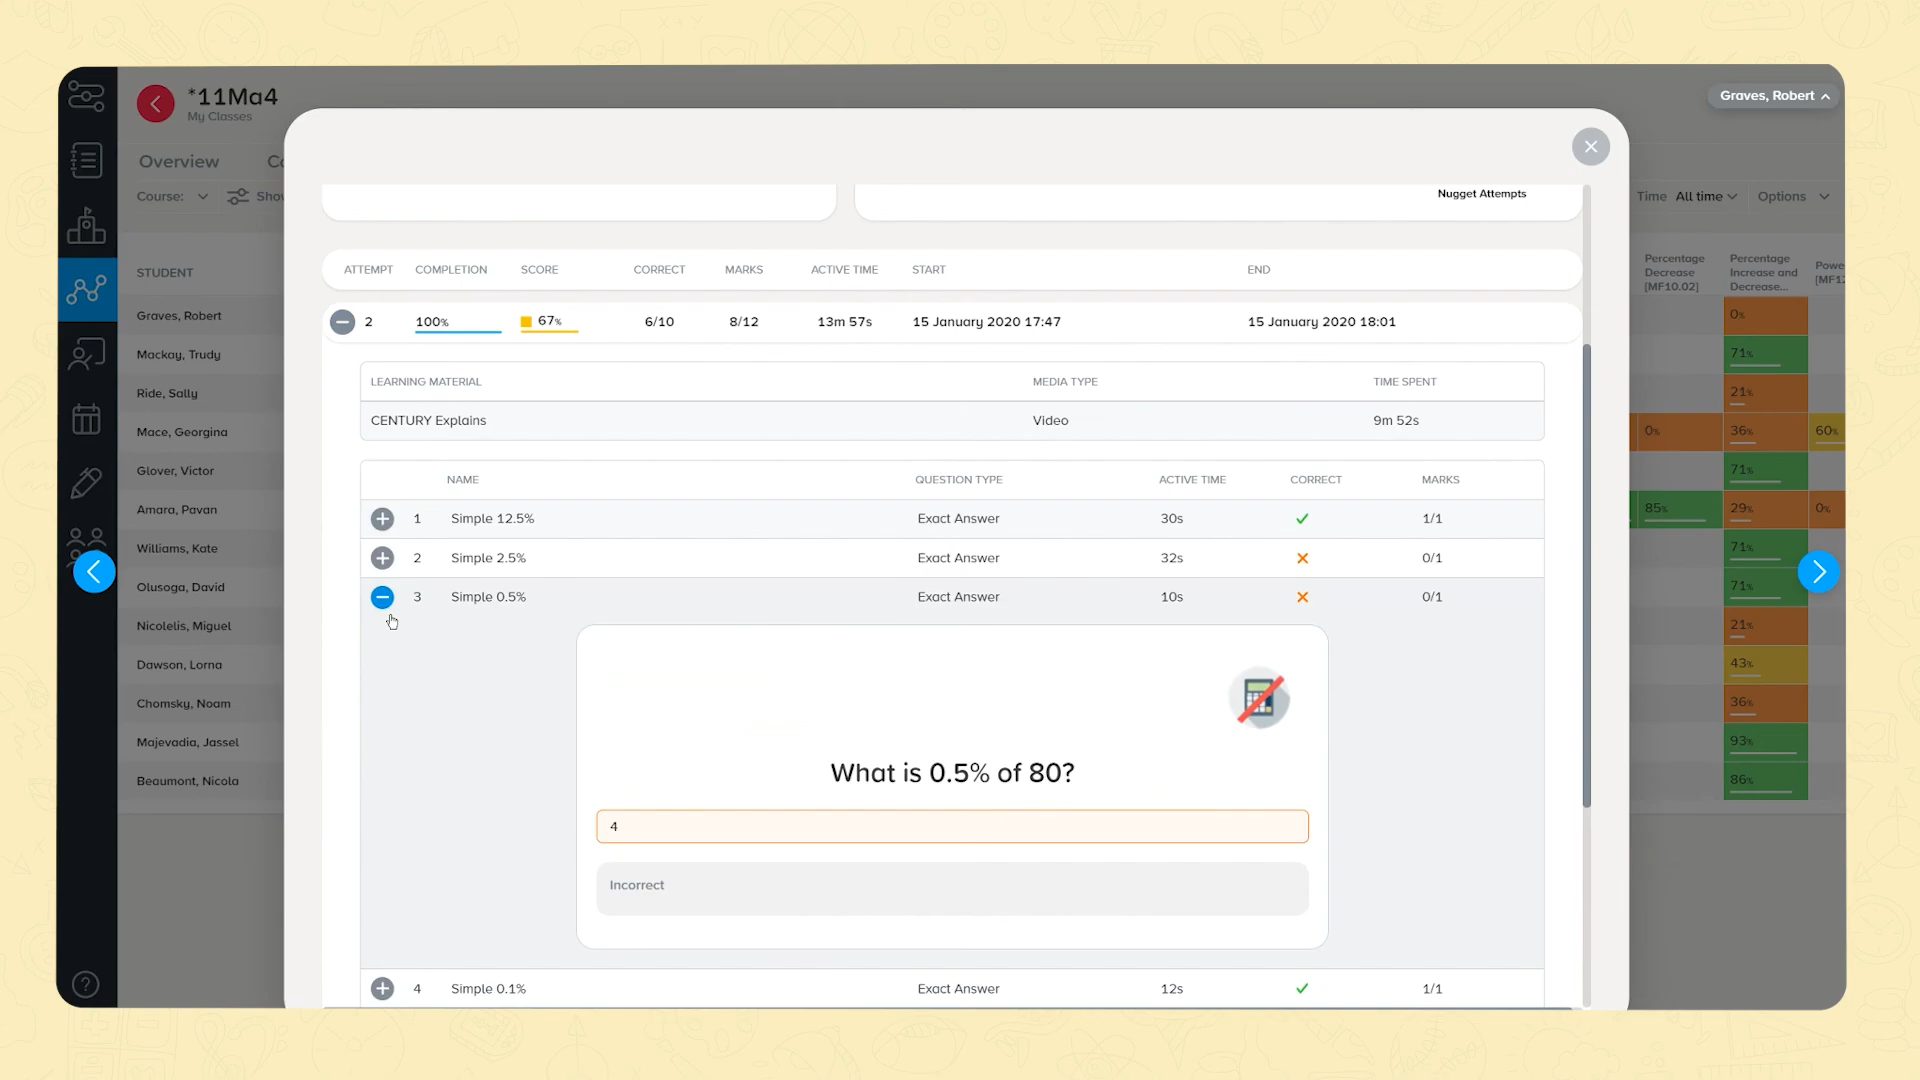 *11Ma4
My Classes
Graves, Robert
Overview
Course:
Time All time
Options
Nugget Attempts
ATTEMPT COMPLETION SCORE CORRECT MARKS ACTIVE TIME START END
2 100% 67% 6/10 8/12 13m 57s 15 January 2020 17:47 15 January 2020 18:01
LEARNING MATERIAL MEDIA TYPE TIME SPENT
CENTURY Explains Video 9m 52s
NAME QUESTION TYPE ACTIVE TIME CORRECT MARKS
1 Simple 12.5% Exact Answer 30s 1/1
2 Simple 2.5% Exact Answer 32s 0/1
3 Simple 0.5% Exact Answer 10s 0/1
What is 0.5% of 80?
4
Incorrect
4 Simple 0.1% Exact Answer 12s 1/1
STUDENT
Graves, Robert
Mackay, Trudy
Ride, Sally
Mace, Georgina
Glover, Victor
Amara, Pavan
Williams, Kate
Olusoga, David
Nicolelis, Miguel
Dawson, Lorna
Chomsky, Noam
Majevadia, Jassel
Beaumont, Nicola
Percentage
Decrease
[MF10.02]
Percentage
Increase and
Decrease...
0%
71%
21%
0% 36% 60%
71%
85% 29% 0%
71%
71%
21%
43%
36%
93%
86%
?